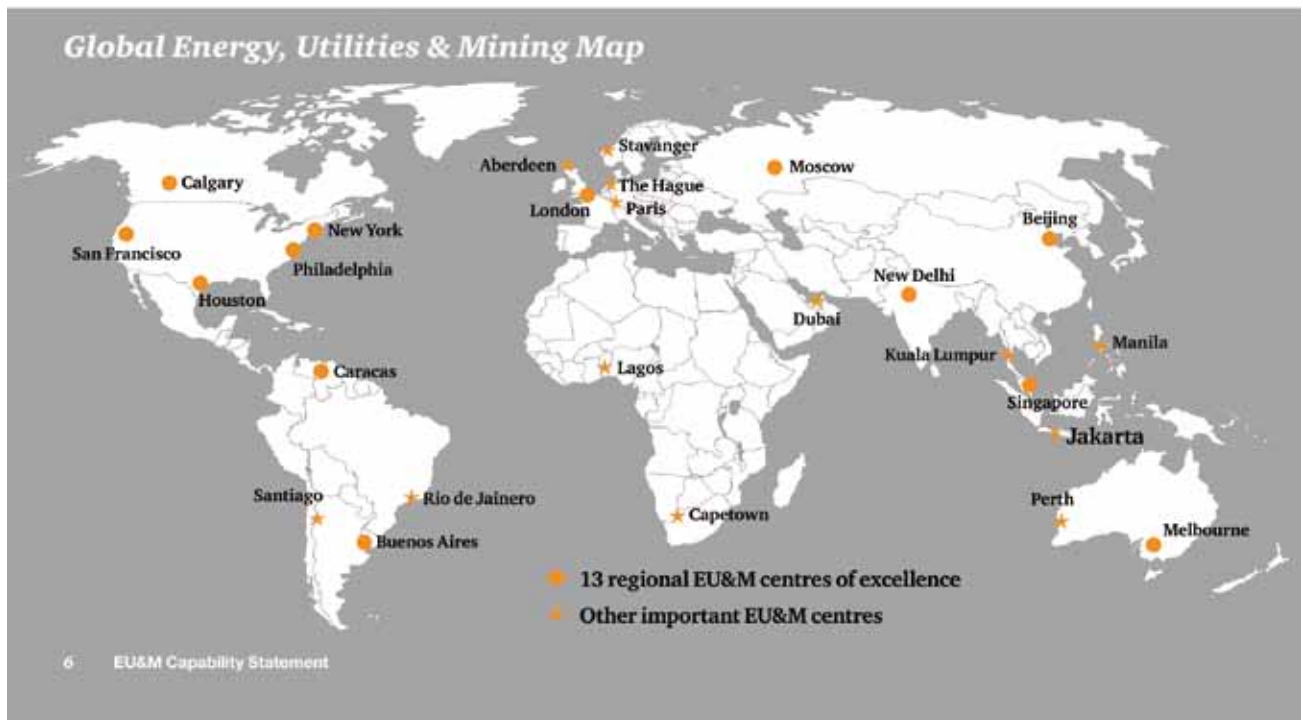 Global Energy, Utilities & Mining Map
Stavanger
Aberdeen
Moscow
The Hague
Calgary
London
Paris
Beijing
New York
San Francisco
Philadelphia
New Delhi
Houston
Dubai
Manila
Kuala Lumpur
Lagos
Caracas
Singapore
Jakarta
Santiago
Rio de Jainero
Perth
Capetown
Melbourne
Buenos Aires
13 regional EU&M centres of excellence
Other important EU&M centres
6 EU&M Capability Statement